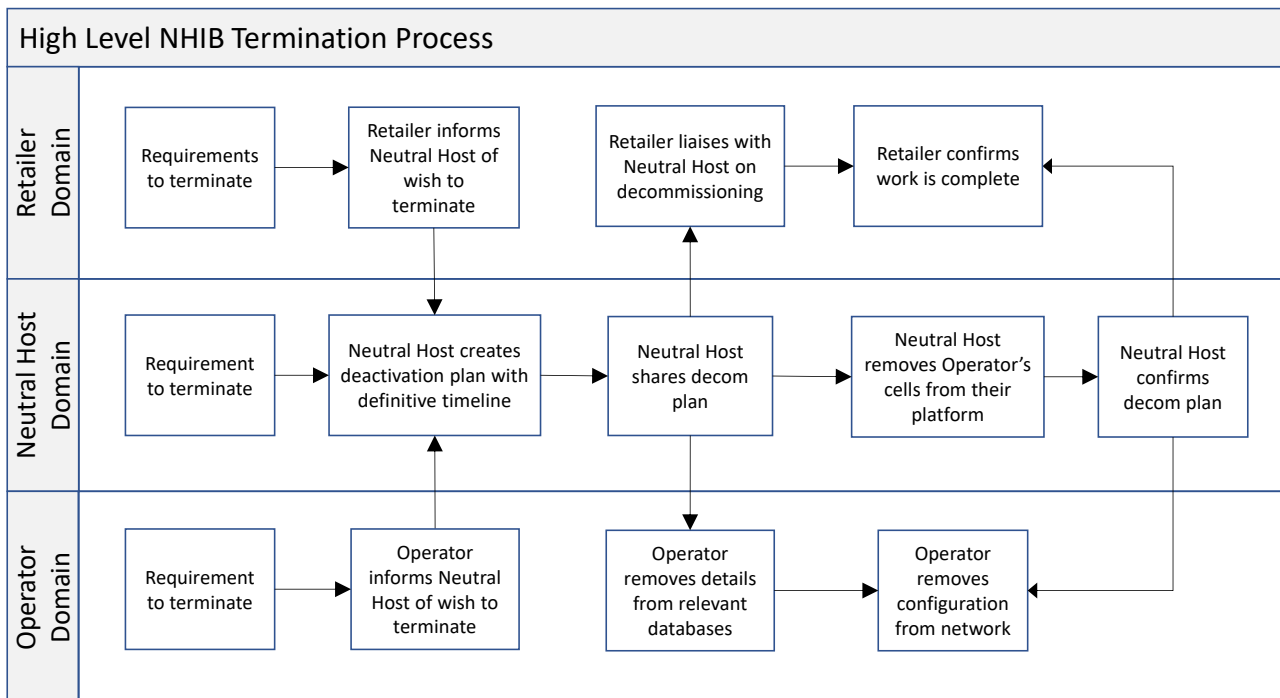 High Level NHIB Termination Process
Retailer
Domain
Requirements
to terminate
Retailer informs
Neutral Host of
wish to
terminate
Retailer liaises with
Neutral Host on
decommissioning
Retailer confirms
work is complete
Neutral Host
Domain
Requirement
to terminate
Neutral Host creates
deactivation plan with
definitive timeline
Neutral Host
shares decom
plan
Neutral Host
removes Operator’s
cells from their
platform
Neutral Host
confirms
decom plan
Operator
Domain
Requirement
to terminate
Operator
informs Neutral
Host of wish to
terminate
Operator
removes details
from relevant
databases
Operator
removes
configuration
from network